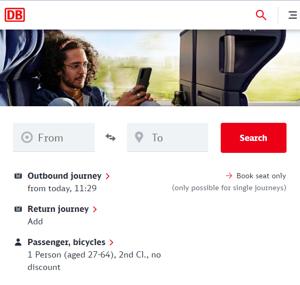 DB
From
To
Search
Outbound journey
Book seat only
from today, 11:29
(only possible for single journeys)
Return journey
Add
Passenger, bicycles
1 Person (aged 27-64), 2nd Cl., no
discount